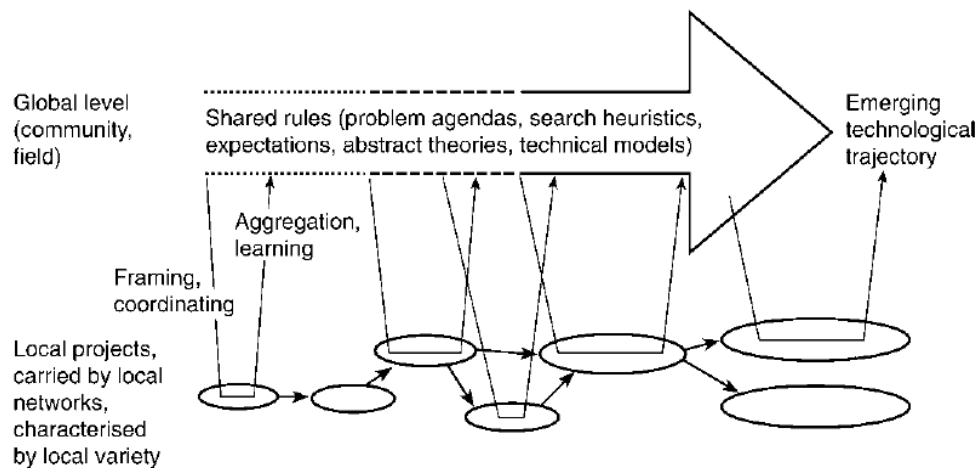 Global level
(community,
field)
Shared rules (problem agendas, search heuristics,
expectations, abstract theories, technical models)
Emerging
technological
trajectory
Aggregation,
learning
Framing,
coordinating
Local projects,
carried by local
networks,
characterised
by local variety